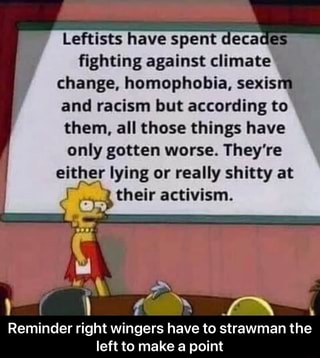 Leftists have spent decades
fighting against climate
change, homophobia, sexism
and racism but according to
them, all those things have
only gotten worse. They're
either lying or really shitty at
their activism.
Reminder right wingers have to strawman the
left to make a point